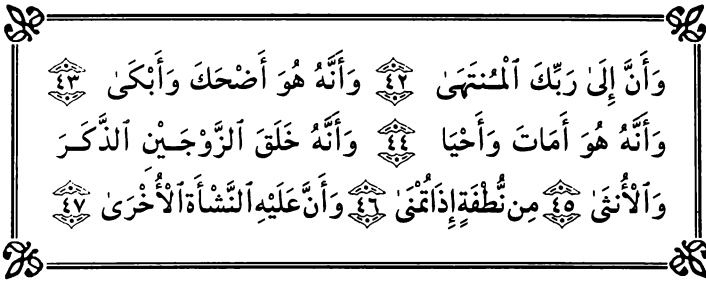 وَأَنَّ إِلَىٰ رَبِّكَ ٱلْمُنتَهَىٰ ٤٢ وَأَنَّهُ هُوَ أَضْحَكَ وَأَبْكَىٰ ٤٣
وَأَنَّهُ هُوَ أَمَاتَ وَأَحْيَا ٤٤ وَأَنَّهُ خَلَقَ ٱلزَّوْجَيْنِ ٱلذَّكَرَ
وَٱلْأُنثَىٰ ٤٥ مِن نُّطْفَةٍ إِذَا تُمْنَىٰ ٤٦ وَأَنَّ عَلَيْهِ ٱلنَّشْأَةَ ٱلْأُخْرَىٰ ٤٧